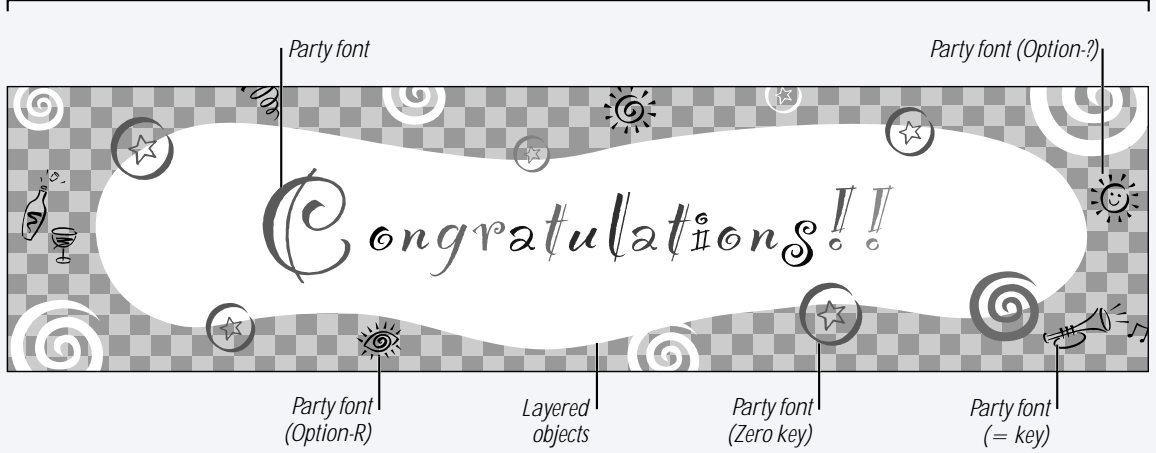 Party font
Party font (Option-?)
Congratulations!!
Party font
(Option-R)
Layered
objects
Party font
(Zero key)
Party font
(= key)